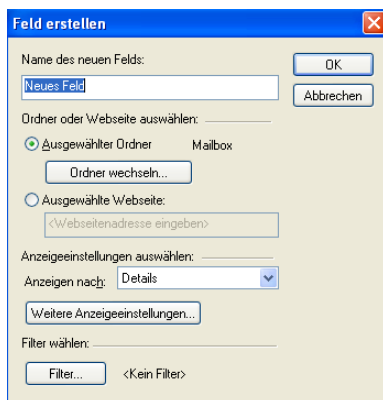 Feld erstellen
Name des neuen Felds:
OK
Neues Feld
Abbrechen
Ordner oder Webseite auswählen:
Ausgewählter Ordner Mailbox
Ordner wechseln...
Ausgewählte Webseite:
<Webseitenadresse eingeben>
Anzeigeeinstellungen auswählen:
Anzeigen nach: Details
Weitere Anzeigeeinstellungen...
Filter wählen:
Filter... <Kein Filter>